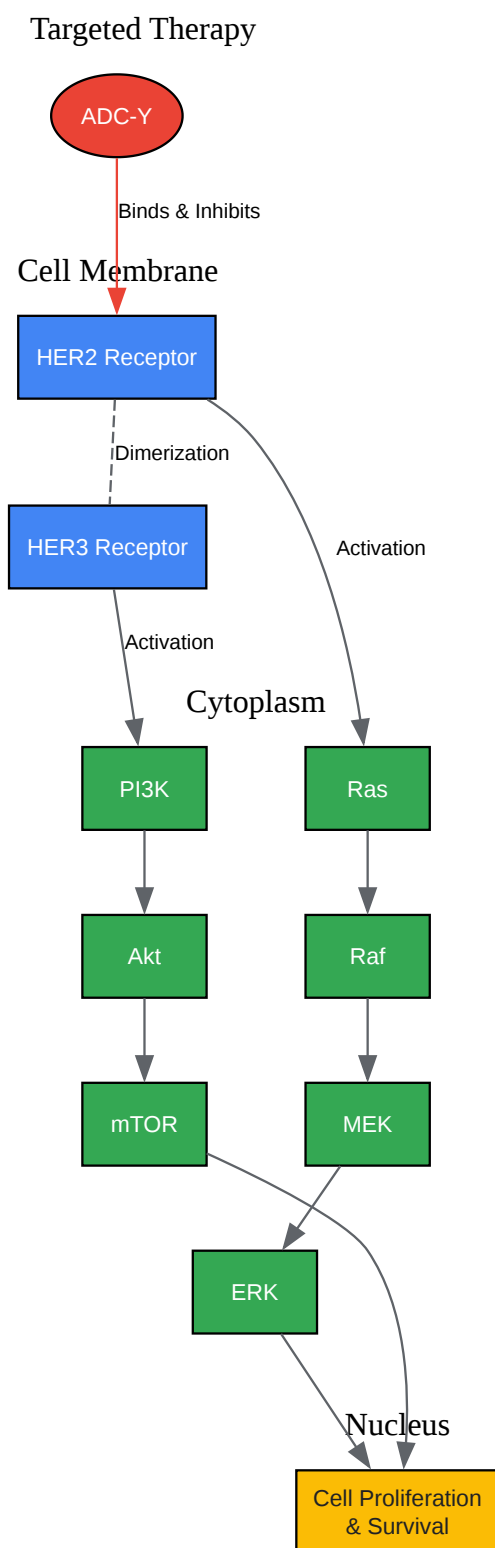 Targeted Therapy
ADC-Y
Binds & Inhibits
Cell Membrane
HER2 Receptor
Dimerization
HER3 Receptor
Activation
Activation
Cytoplasm
PI3K
Ras
Akt
Raf
mTOR
MEK
ERK
Nucleus
Cell Proliferation
& Survival